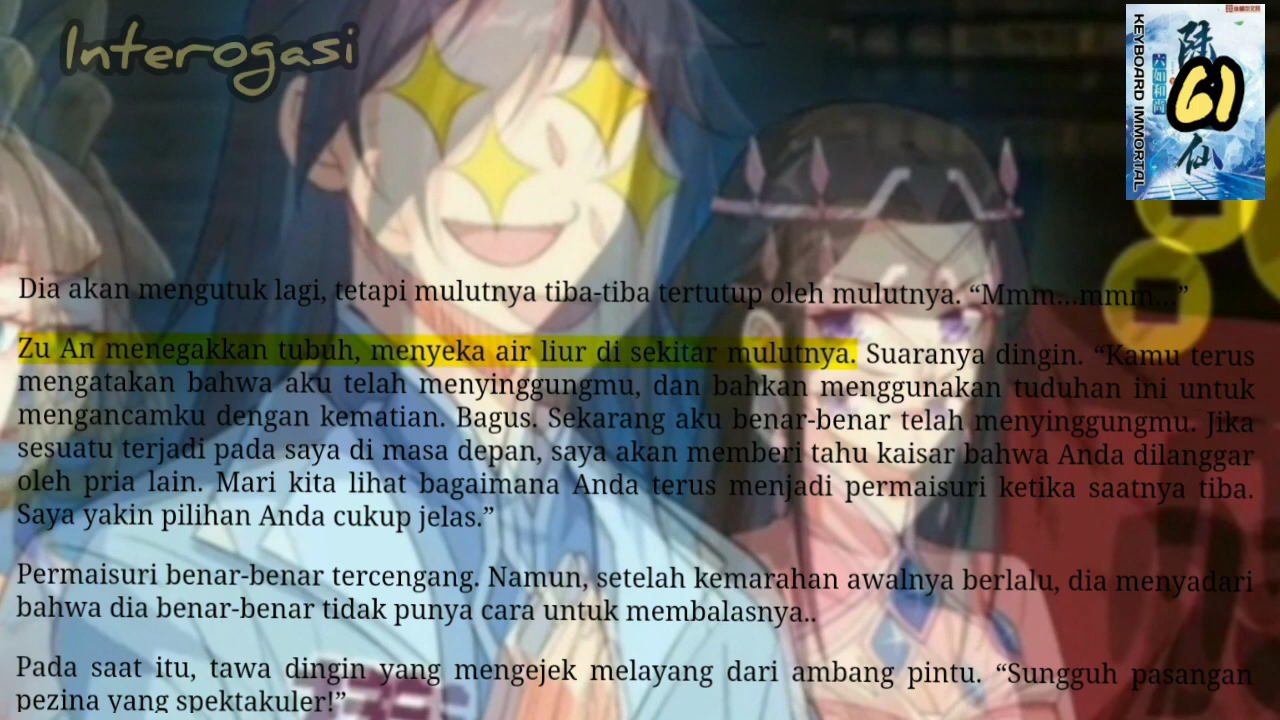 Interogasi
KEYBOARD IMMORTAL
陆
六如和尚
61
仙
Dia akan mengutuk lagi, tetapi mulutnya tiba-tiba tertutup oleh mulutnya. “Mmm...mmm...”
Zu An menegakkan tubuh, menyeka air liur di sekitar mulutnya. Suaranya dingin. “Kamu terus
mengatakan bahwa aku telah menyinggungmu, dan bahkan menggunakan tuduhan ini untuk
mengancamku dengan kematian. Bagus. Sekarang aku benar-benar telah menyinggungmu. Jika
sesuatu terjadi pada saya di masa depan, saya akan memberi tahu kaisar bahwa Anda dilanggar
oleh pria lain. Mari kita lihat bagaimana Anda terus menjadi permaisuri ketika saatnya tiba.
Saya yakin pilihan Anda cukup jelas.”
Permaisuri benar-benar tercengang. Namun, setelah kemarahan awalnya berlalu, dia menyadari
bahwa dia benar-benar tidak punya cara untuk membalasnya..
Pada saat itu, tawa dingin yang mengejek melayang dari ambang pintu. “Sungguh pasangan
pezina yang spektakuler!”